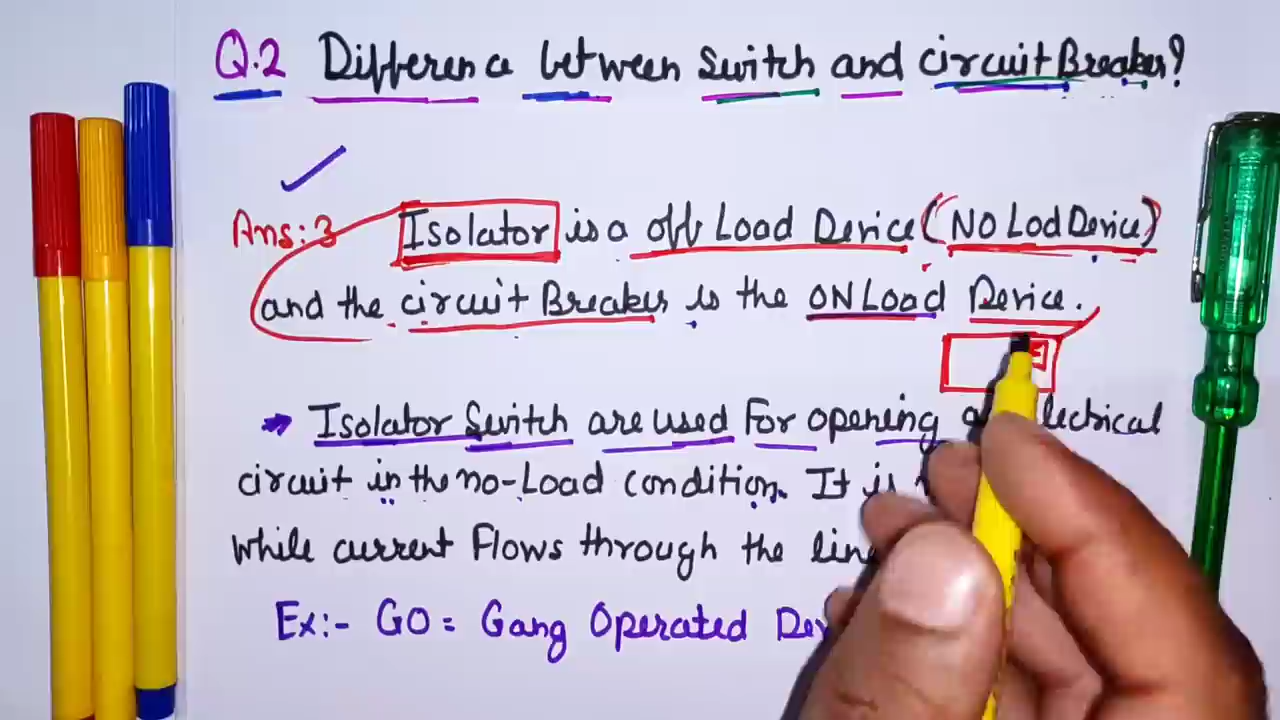 Q.2 Difference between Switch and circuit Breaker?
Ans:3 Isolator is a off Load Device (NO Lod Device)
and the circuit Breaker is the ON Load Device.
Isolator Switch are used For opening
circuit in the no-Load condition. It is
while current Flows through the line
Ex:- GO = Gang Operated